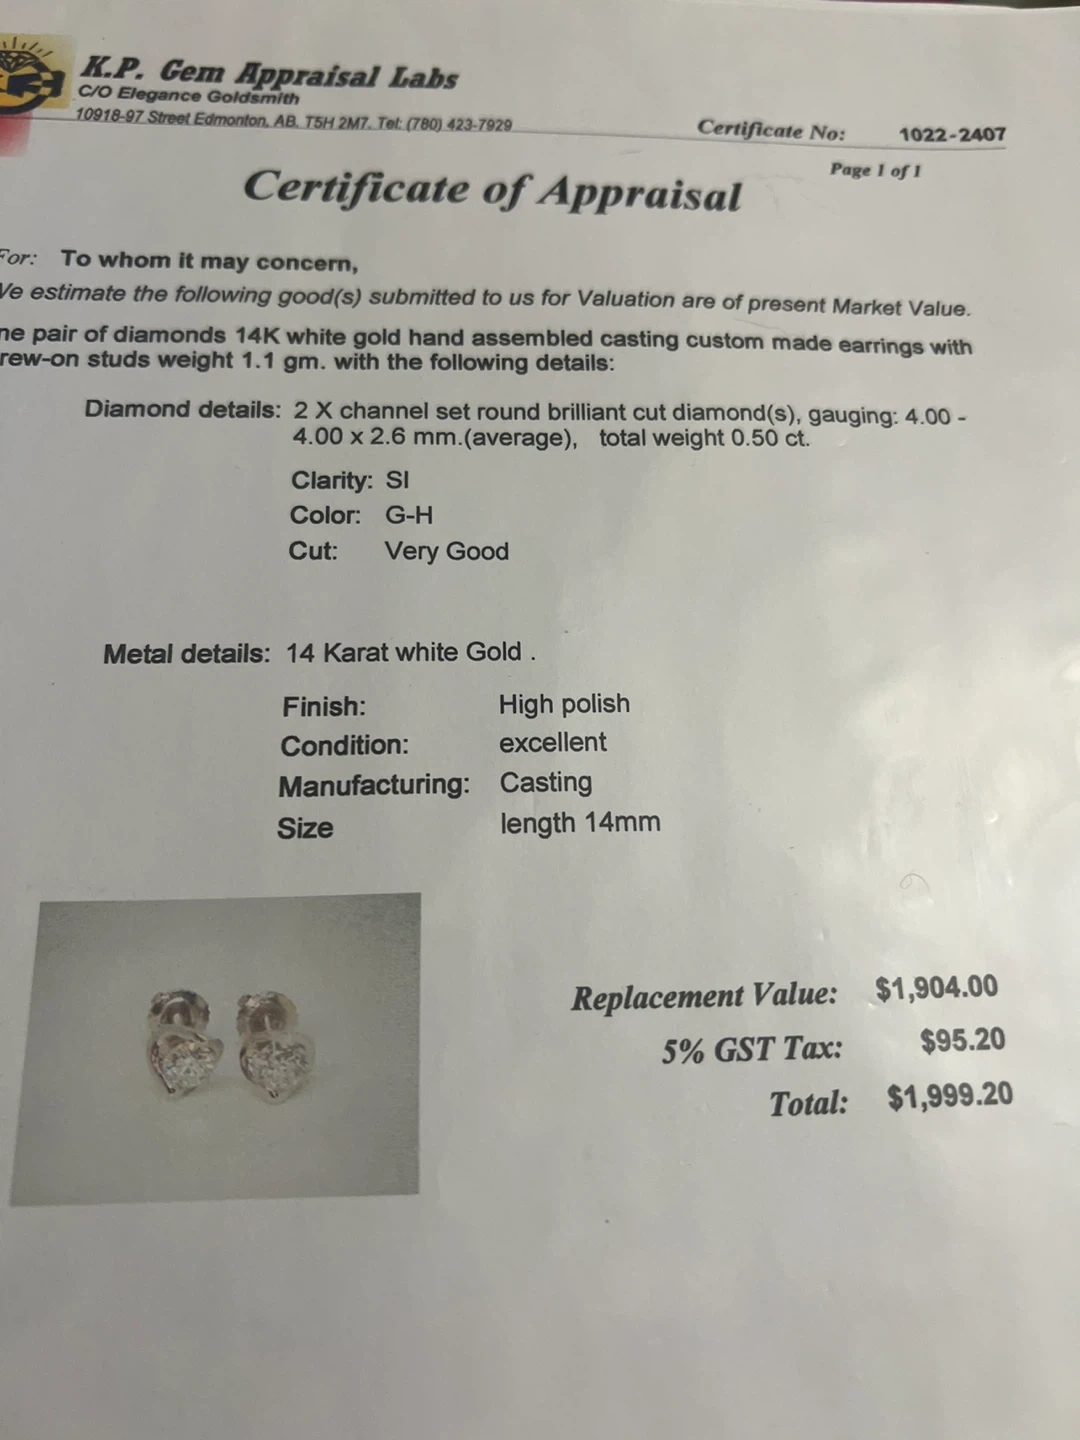 K.P. Gem Appraisal Labs
C/O Elegance Goldsmith
10918-97 Street Edmonton, AB. T5H 2M7. Tel: (780) 423-7929
Certificate No: 1022-2407
Page 1 of 1
Certificate of Appraisal
For: To whom it may concern,
We estimate the following good(s) submitted to us for Valuation are of present Market Value.
ne pair of diamonds 14K white gold hand assembled casting custom made earrings with
rew-on studs weight 1.1 gm. with the following details:
Diamond details: 2 X channel set round brilliant cut diamond(s), gauging: 4.00 -
4.00 x 2.6 mm.(average), total weight 0.50 ct.
Clarity: SI
Color: G-H
Cut: Very Good
Metal details: 14 Karat white Gold .
Finish: High polish
Condition: excellent
Manufacturing: Casting
Size length 14mm
Replacement Value: $1,904.00
5% GST Tax: $95.20
Total: $1,999.20